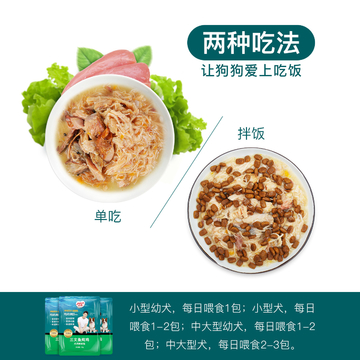 两种吃法
让狗狗爱上吃饭
拌饭
单吃
小型幼犬，每日喂食1包；小型犬，每日喂
食1-2包；中大型幼犬，每日喂食1-2
包；中大型犬，每日喂食2-3包。